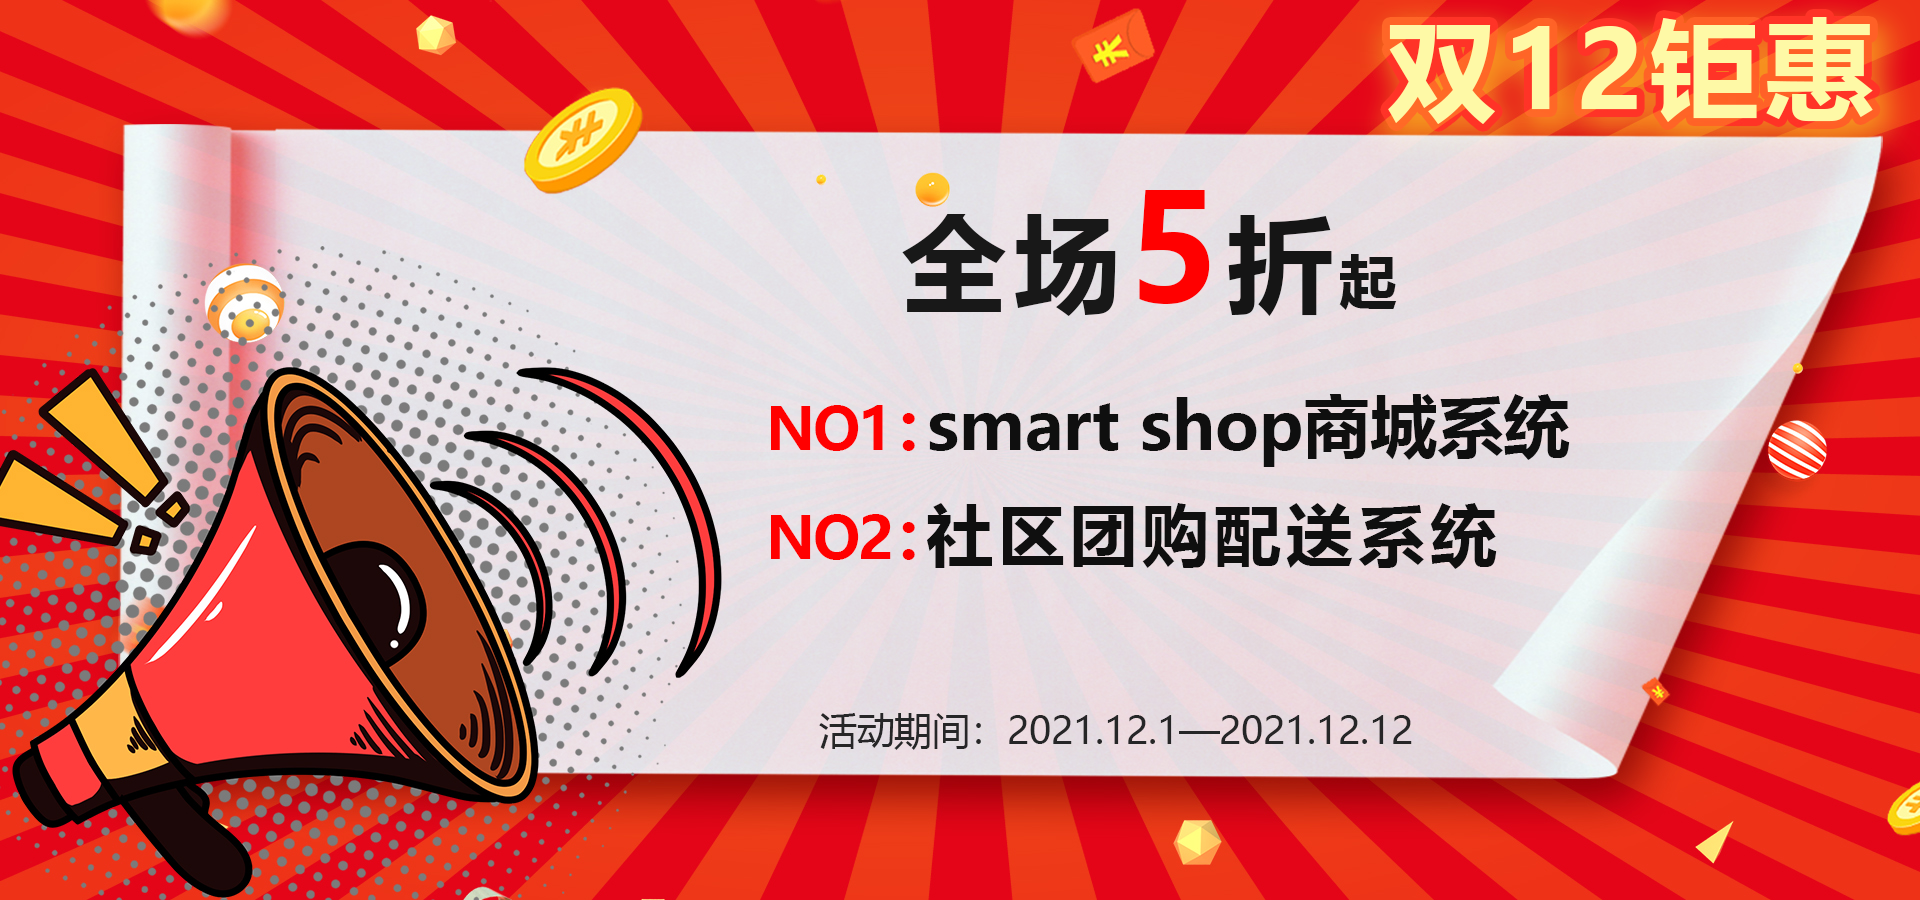 双12钜惠
全场5折起
NO1:smart shop商城系统
NO2:社区团购配送系统
活动期间：2021.12.1—2021.12.12